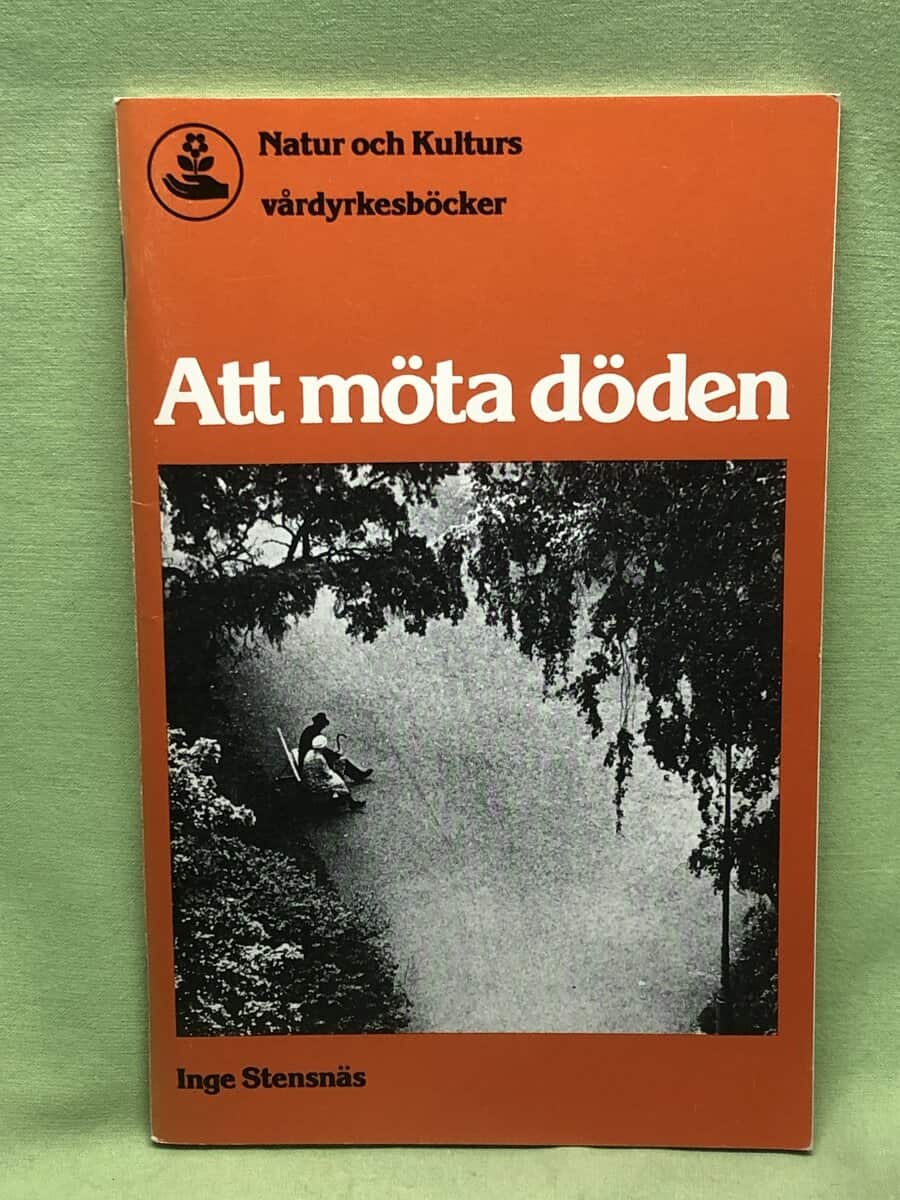 Natur och Kulturs
vårdyrkesböcker
Att möta döden
Inge Stensnäs